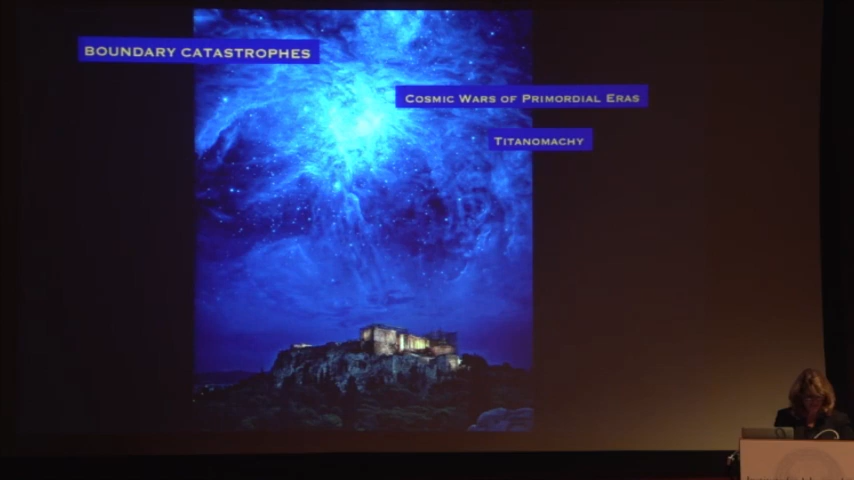 BOUNDARY CATASTROPHES
COSMIC WARS OF PRIMORDIAL ERAS
TITANOMACHY